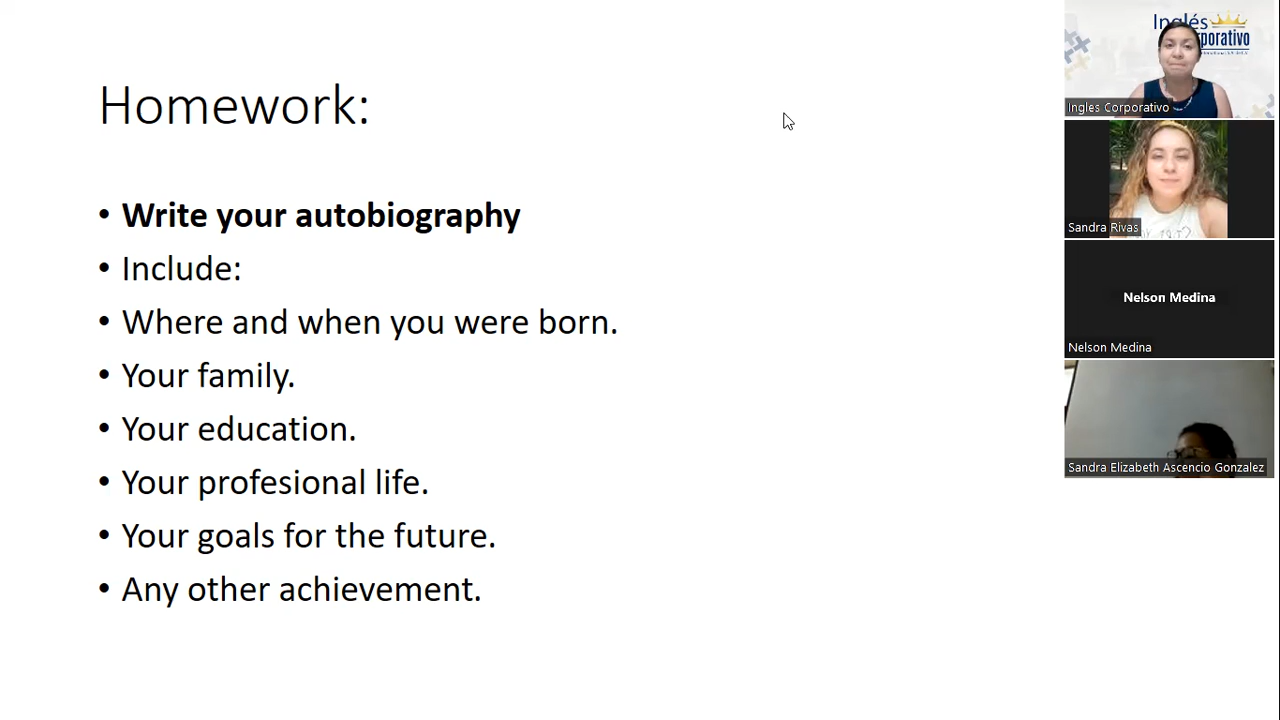 Homework:
• Write your autobiography
• Include:
• Where and when you were born.
• Your family.
• Your education.
• Your profesional life.
• Your goals for the future.
• Any other achievement.
Inglés
Ingles Corporativo
Sandra Rivas
Nelson Medina
Nelson Medina
Sandra Elizabeth Ascencio Gonzalez